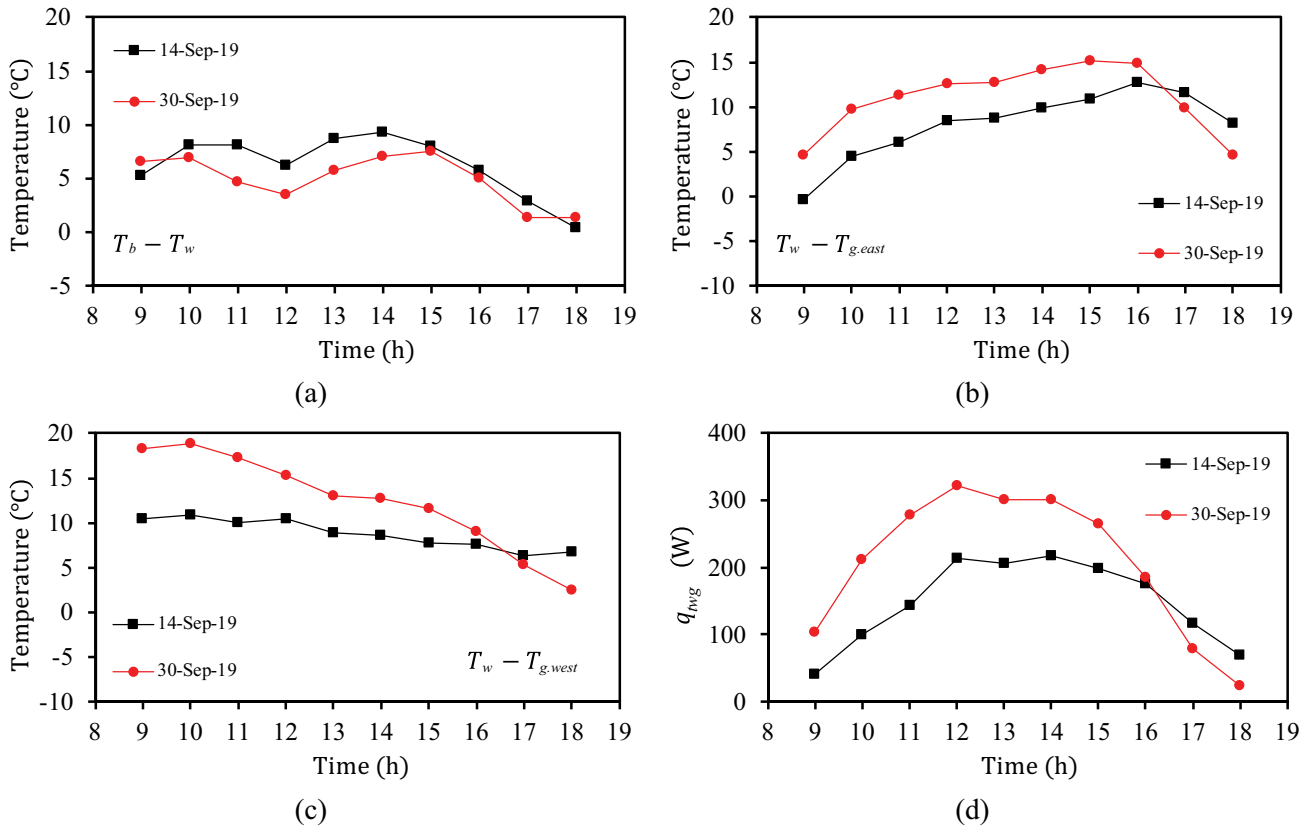 20
15
10
5
0
-5
Temperature (°C)
14-Sep-19
30-Sep-19
T_b − T_w
8 9 10 11 12 13 14 15 16 17 18 19
Time (h)
(a)
20
15
10
5
0
-5
-10
Temperature (°C)
14-Sep-19
30-Sep-19
T_w − T_g.east
8 9 10 11 12 13 14 15 16 17 18 19
Time (h)
(b)
20
15
10
5
0
-5
-10
Temperature (°C)
14-Sep-19
30-Sep-19
T_w − T_g.west
8 9 10 11 12 13 14 15 16 17 18 19
Time (h)
(c)
400
300
200
100
0
q_twg (W)
14-Sep-19
30-Sep-19
8 9 10 11 12 13 14 15 16 17 18 19
Time (h)
(d)